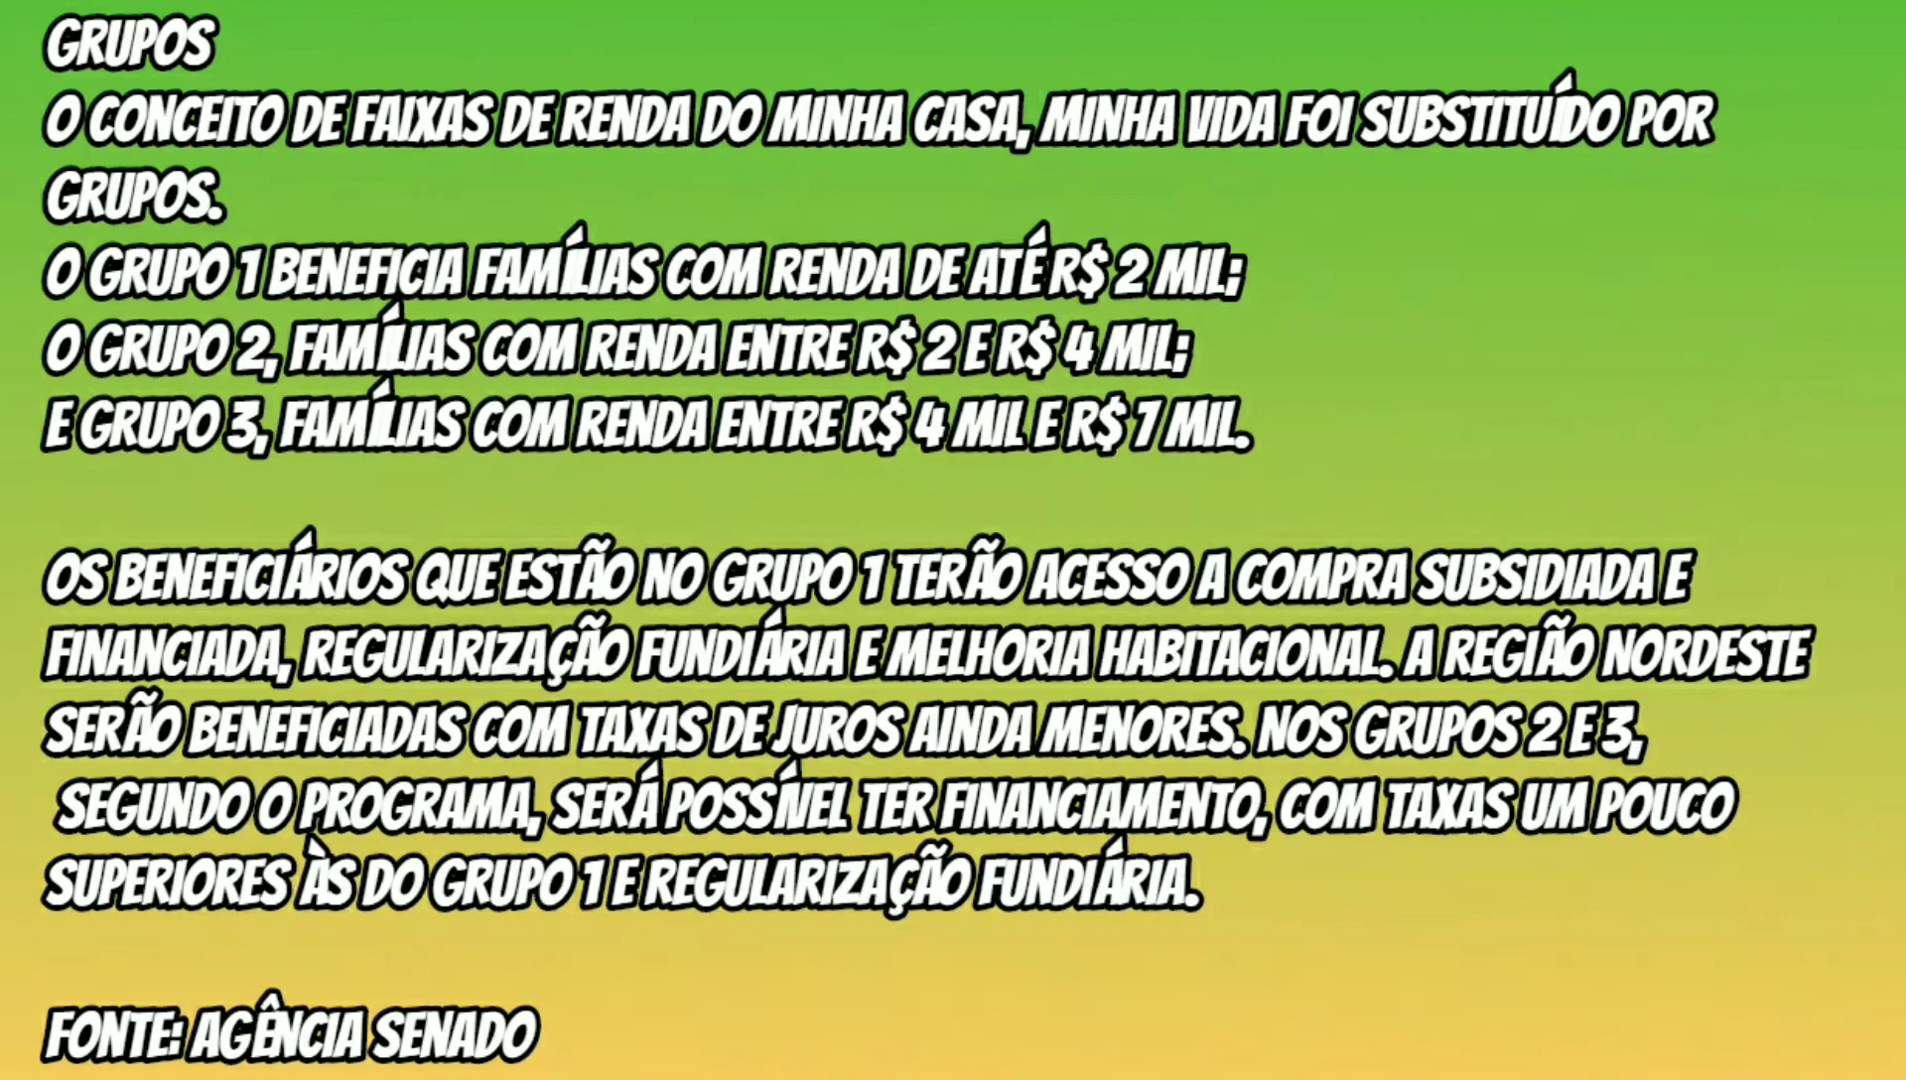 GRUPOS
O CONCEITO DE FAIXAS DE RENDA DO MINHA CASA, MINHA VIDA FOI SUBSTITUÍDO POR
GRUPOS.
O GRUPO 1 BENEFICIA FAMÍLIAS COM RENDA DE ATÉ R$ 2 MIL;
O GRUPO 2, FAMÍLIAS COM RENDA ENTRE R$ 2 E R$ 4 MIL;
E GRUPO 3, FAMÍLIAS COM RENDA ENTRE R$ 4 MIL E R$ 7 MIL.
OS BENEFICIÁRIOS QUE ESTÃO NO GRUPO 1 TERÃO ACESSO A COMPRA SUBSIDIADA E
FINANCIADA, REGULARIZAÇÃO FUNDIÁRIA E MELHORIA HABITACIONAL. A REGIÃO NORDESTE
SERÃO BENEFICIADAS COM TAXAS DE JUROS AINDA MENORES. NOS GRUPOS 2 E 3,
SEGUNDO O PROGRAMA, SERÁ POSSÍVEL TER FINANCIAMENTO, COM TAXAS UM POUCO
SUPERIORES ÀS DO GRUPO 1 E REGULARIZAÇÃO FUNDIÁRIA.
FONTE: AGÊNCIA SENADO